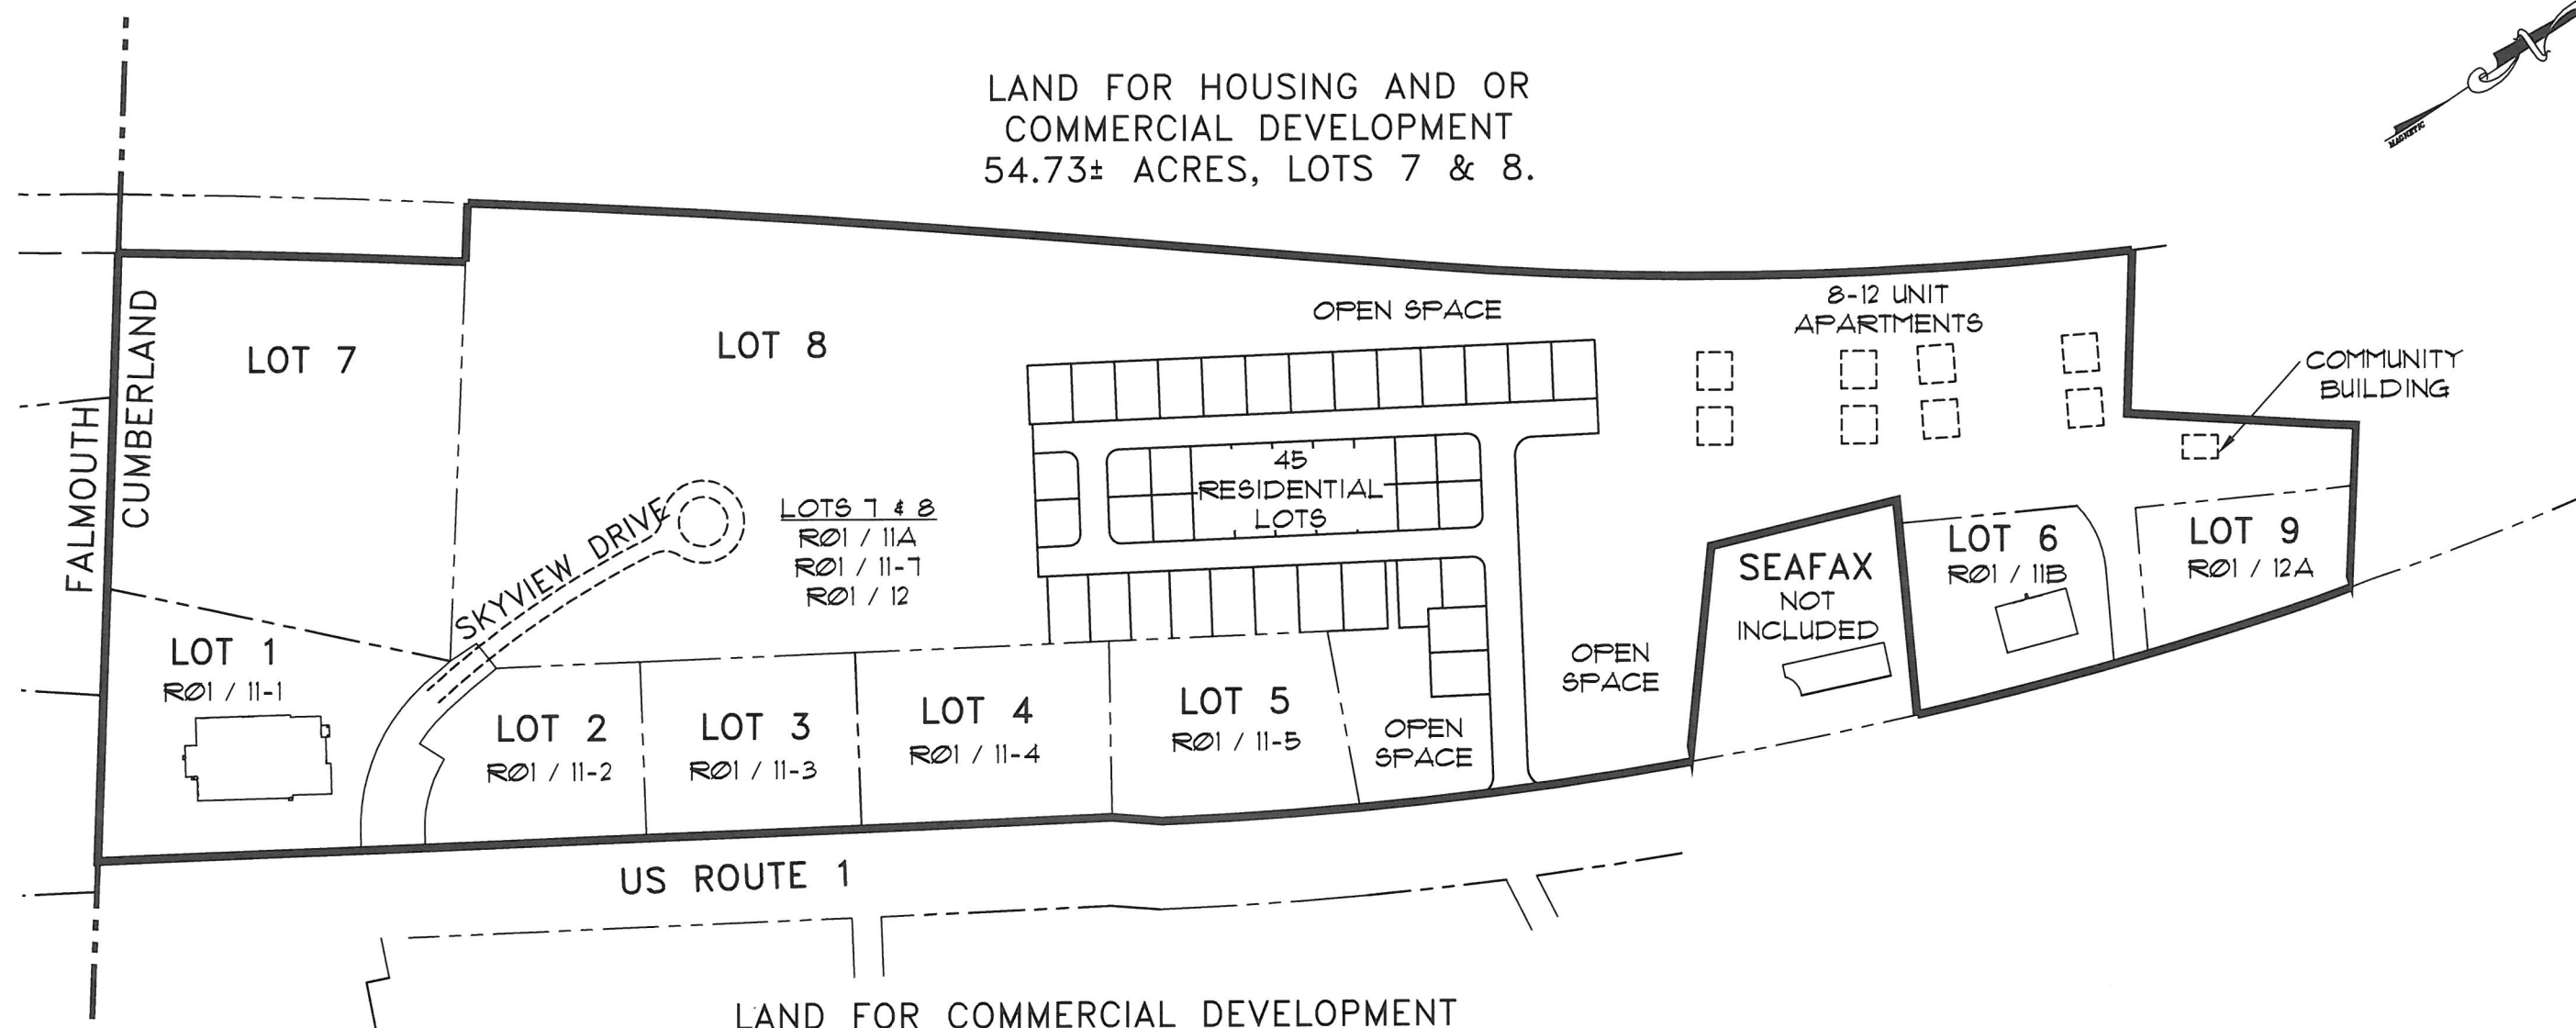 LAND FOR HOUSING AND OR
COMMERCIAL DEVELOPMENT
54.73± ACRES, LOTS 7 & 8.
MAGNETIC
FALMOUTH
CUMBERLAND
LOT 7
LOT 8
OPEN SPACE
8-12 UNIT
APARTMENTS
COMMUNITY
BUILDING
45
RESIDENTIAL
LOTS
SKYVIEW DRIVE
LOTS 7 & 8
RØ1 / 11A
RØ1 / 11-7
RØ1 / 12
LOT 1
RØ1 / 11-1
LOT 2
RØ1 / 11-2
LOT 3
RØ1 / 11-3
LOT 4
RØ1 / 11-4
LOT 5
RØ1 / 11-5
OPEN
SPACE
OPEN
SPACE
SEAFAX
NOT
INCLUDED
LOT 6
RØ1 / 11B
LOT 9
RØ1 / 12A
US ROUTE 1
LAND FOR COMMERCIAL DEVELOPMENT